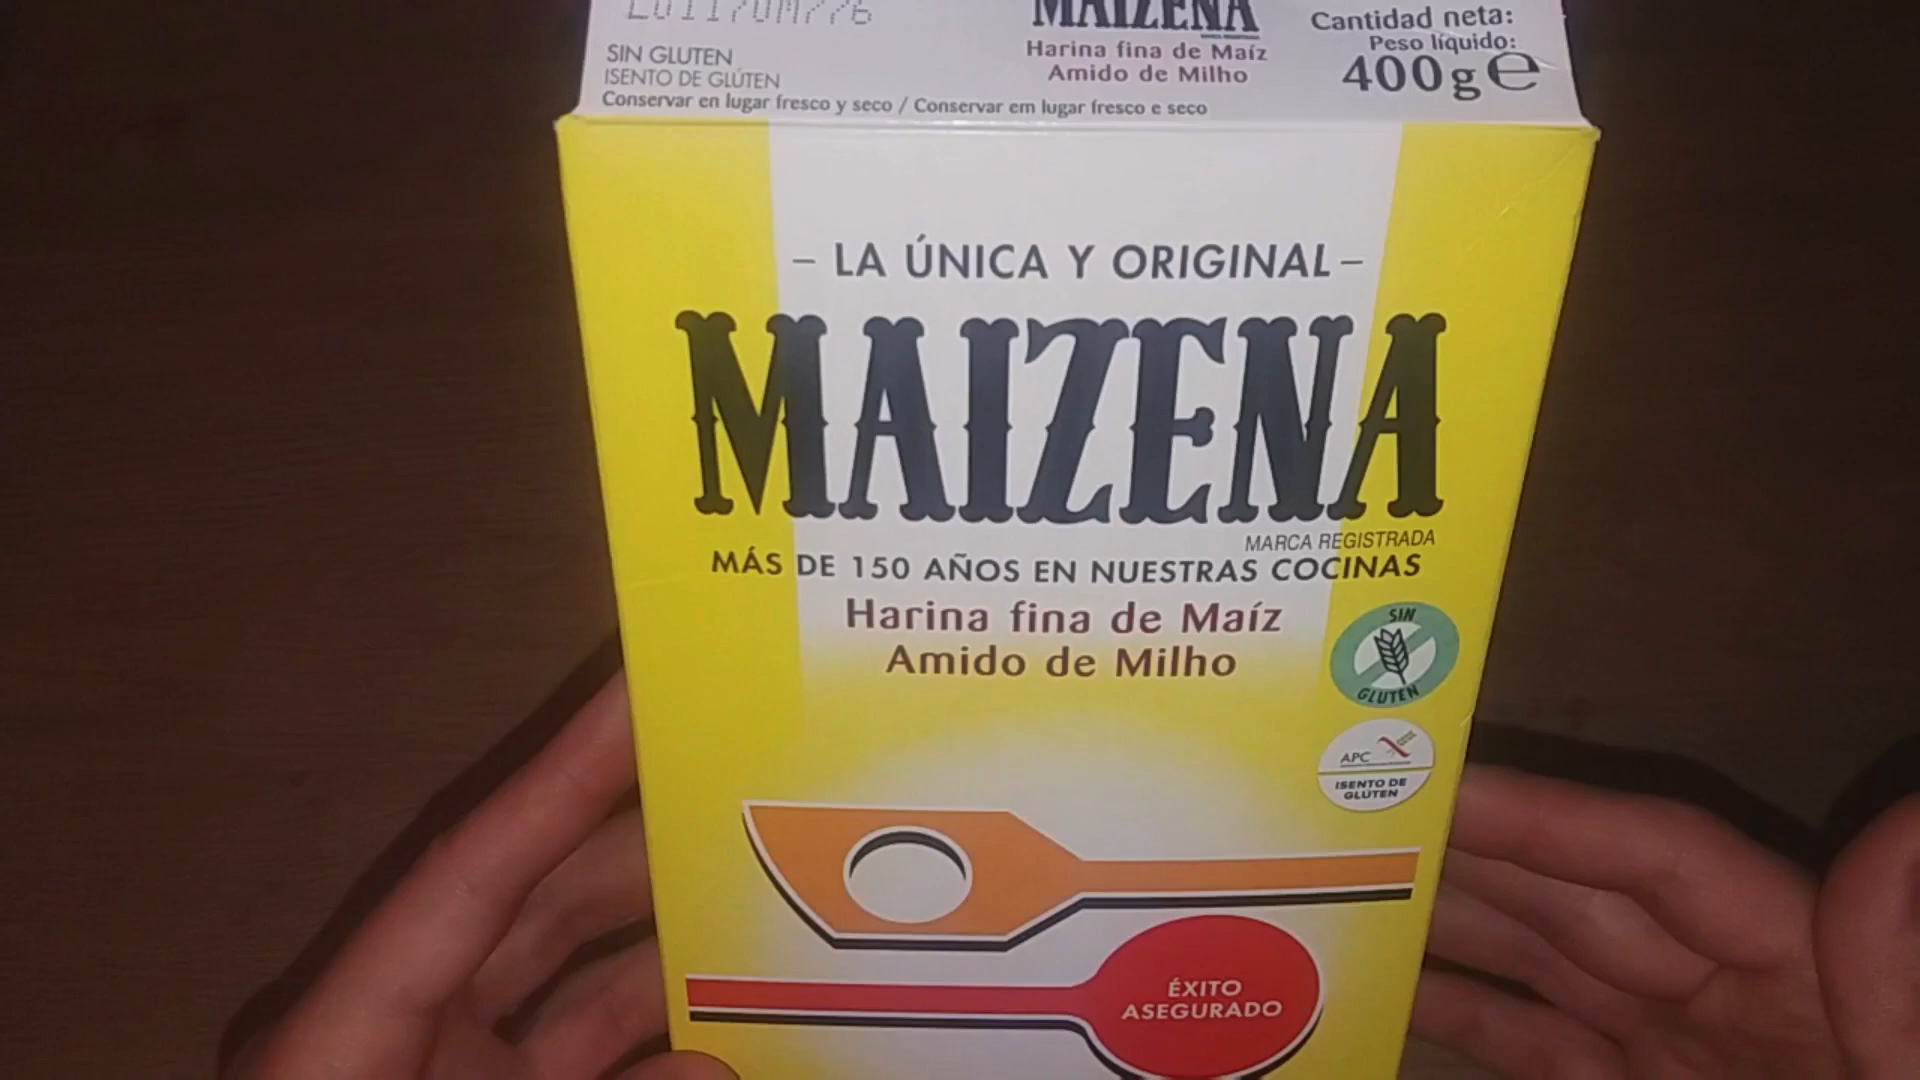 MAIZENA
Harina fina de Maíz
Amido de Milho
Cantidad neta:
Peso líquido:
400g e
SIN GLUTEN
ISENTO DE GLÚTEN
Conservar en lugar fresco y seco / Conservar em lugar fresco e seco
– LA ÚNICA Y ORIGINAL –
MAIZENA
MARCA REGISTRADA
MÁS DE 150 AÑOS EN NUESTRAS COCINAS
Harina fina de Maíz
Amido de Milho
SIN
GLUTEN
APC
ISENTO DE
GLÚTEN
ÉXITO
ASEGURADO